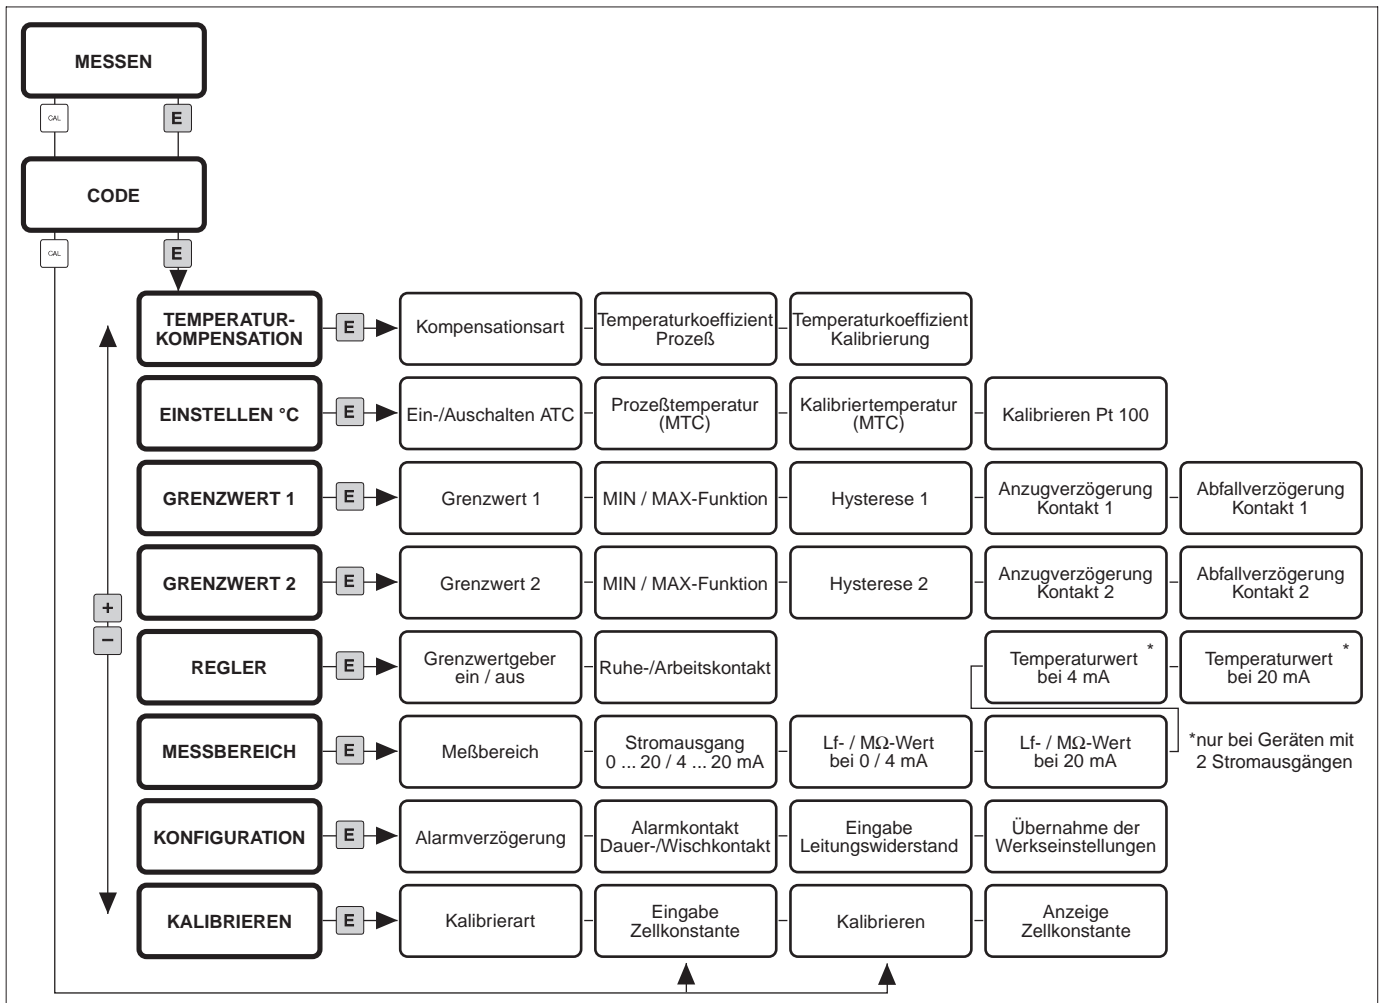 MESSEN
CAL
E
CODE
CAL
E
TEMPERATUR-
KOMPENSATION
E
Kompensationsart
Temperaturkoeffizient
Prozeß
Temperaturkoeffizient
Kalibrierung
EINSTELLEN °C
E
Ein-/Auschalten ATC
Prozeßtemperatur
(MTC)
Kalibriertemperatur
(MTC)
Kalibrieren Pt 100
GRENZWERT 1
E
Grenzwert 1
MIN / MAX-Funktion
Hysterese 1
Anzugverzögerung
Kontakt 1
Abfallverzögerung
Kontakt 1
GRENZWERT 2
E
Grenzwert 2
MIN / MAX-Funktion
Hysterese 2
Anzugverzögerung
Kontakt 2
Abfallverzögerung
Kontakt 2
+
–
REGLER
E
Grenzwertgeber
ein / aus
Ruhe-/Arbeitskontakt
Temperaturwert *
bei 4 mA
Temperaturwert *
bei 20 mA
MESSBEREICH
E
Meßbereich
Stromausgang
0 ... 20 / 4 ... 20 mA
Lf- / MΩ-Wert
bei 0 / 4 mA
Lf- / MΩ-Wert
bei 20 mA
*nur bei Geräten mit
2 Stromausgängen
KONFIGURATION
E
Alarmverzögerung
Alarmkontakt
Dauer-/Wischkontakt
Eingabe
Leitungswiderstand
Übernahme der
Werkseinstellungen
KALIBRIEREN
E
Kalibrierart
Eingabe
Zellkonstante
Kalibrieren
Anzeige
Zellkonstante